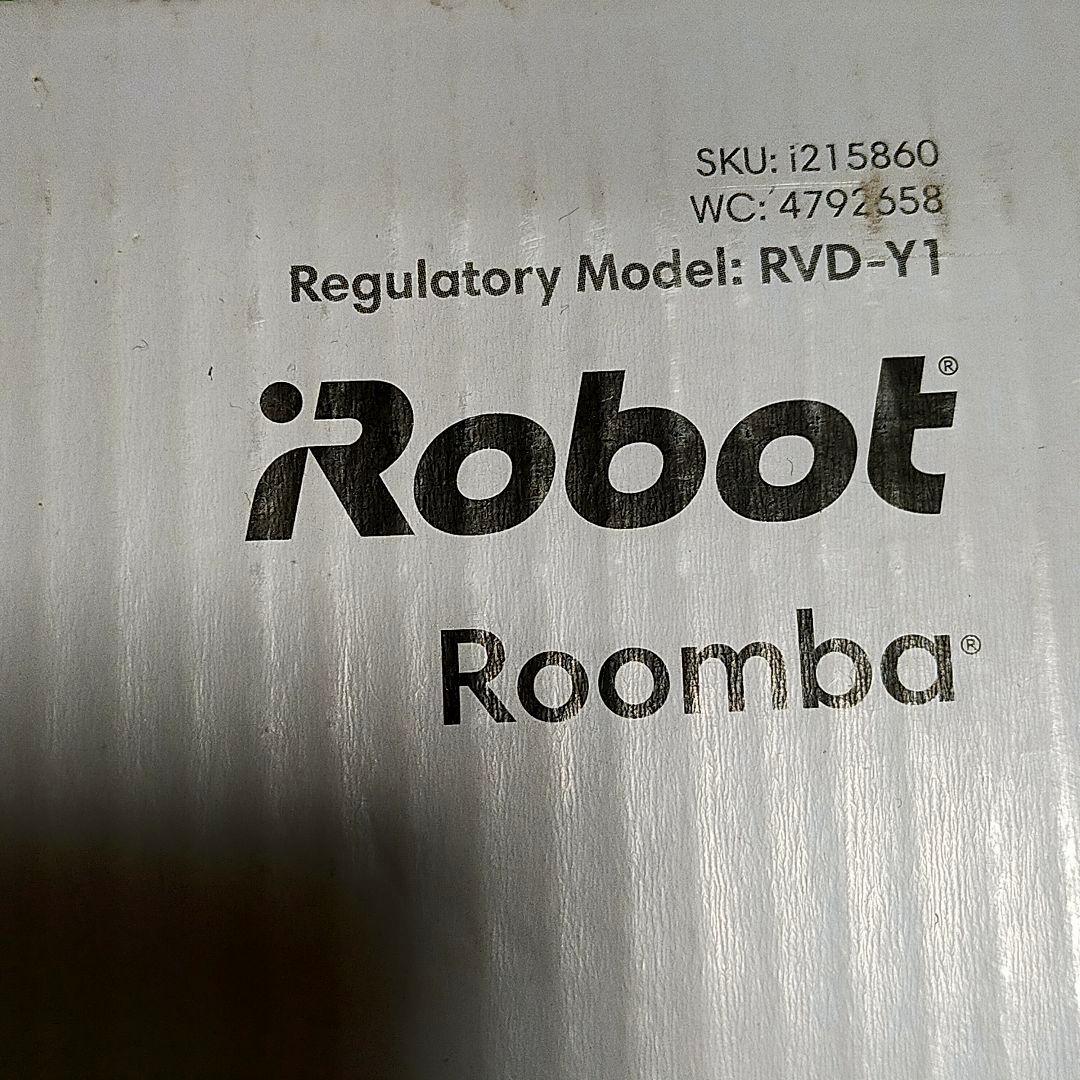 SKU: i215860
WC: 4792658
Regulatory Model: RVD-Y1
iRobot®
Roomba®